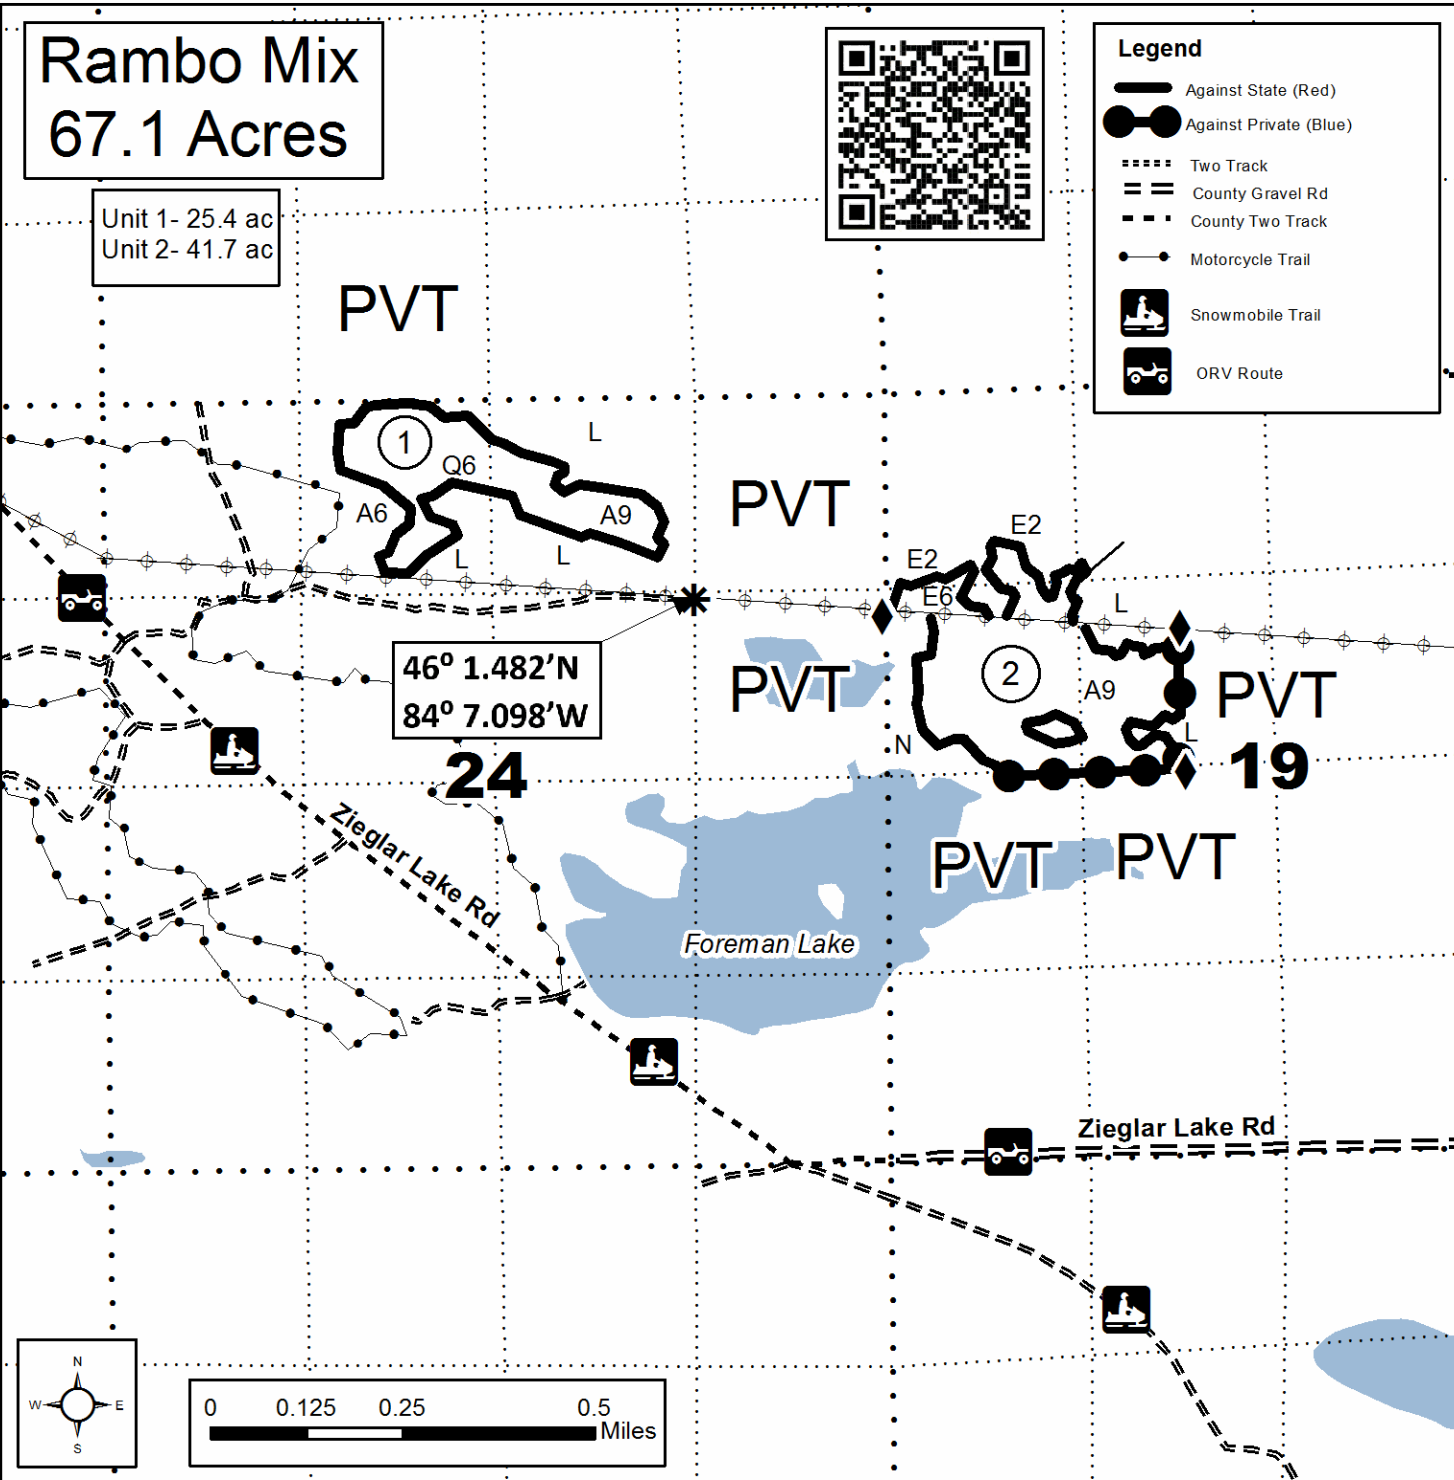 Rambo Mix
67.1 Acres
Unit 1- 25.4 ac
Unit 2- 41.7 ac
Legend
Against State (Red)
Against Private (Blue)
Two Track
County Gravel Rd
County Two Track
Motorcycle Trail
Snowmobile Trail
ORV Route
PVT
1
L
Q6
A6
A9
L
L
PVT
E2
E2
E6
L
46º 1.482’N
84º 7.098’W
PVT
2
A9
PVT
N
L
24
19
Zieglar Lake Rd
PVT
PVT
Foreman Lake
Zieglar Lake Rd
N
W
E
S
0
0.125
0.25
0.5
Miles